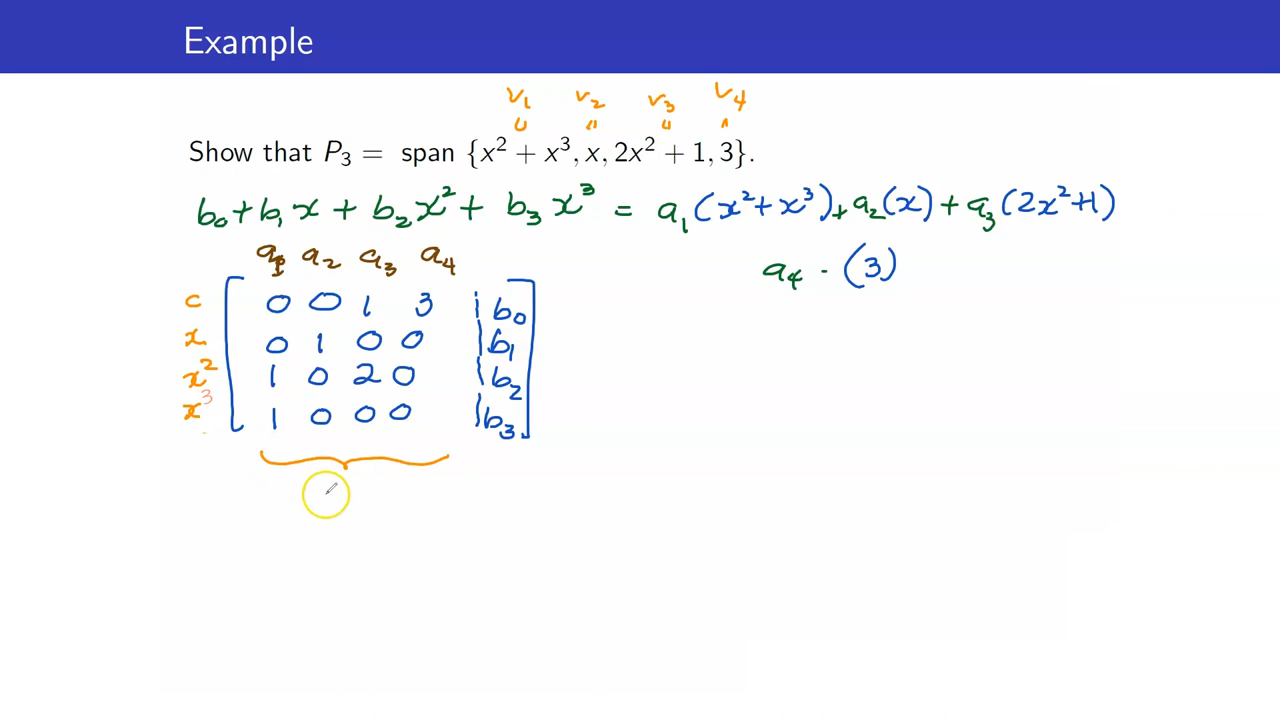 Example
v₁ v₂ v₃ v₄
Show that P₃ = span {x² + x³, x, 2x² + 1, 3}.
b₀ + b₁x + b₂x² + b₃x³ = a₁(x²+x³) + a₂(x) + a₃(2x²+1)
a₄ · (3)
a₁ a₂ a₃ a₄
c [ 0 0 1 3 | b₀ ]
x 0 1 0 0 | b₁
x² 1 0 2 0 | b₂
x³ 1 0 0 0 | b₃